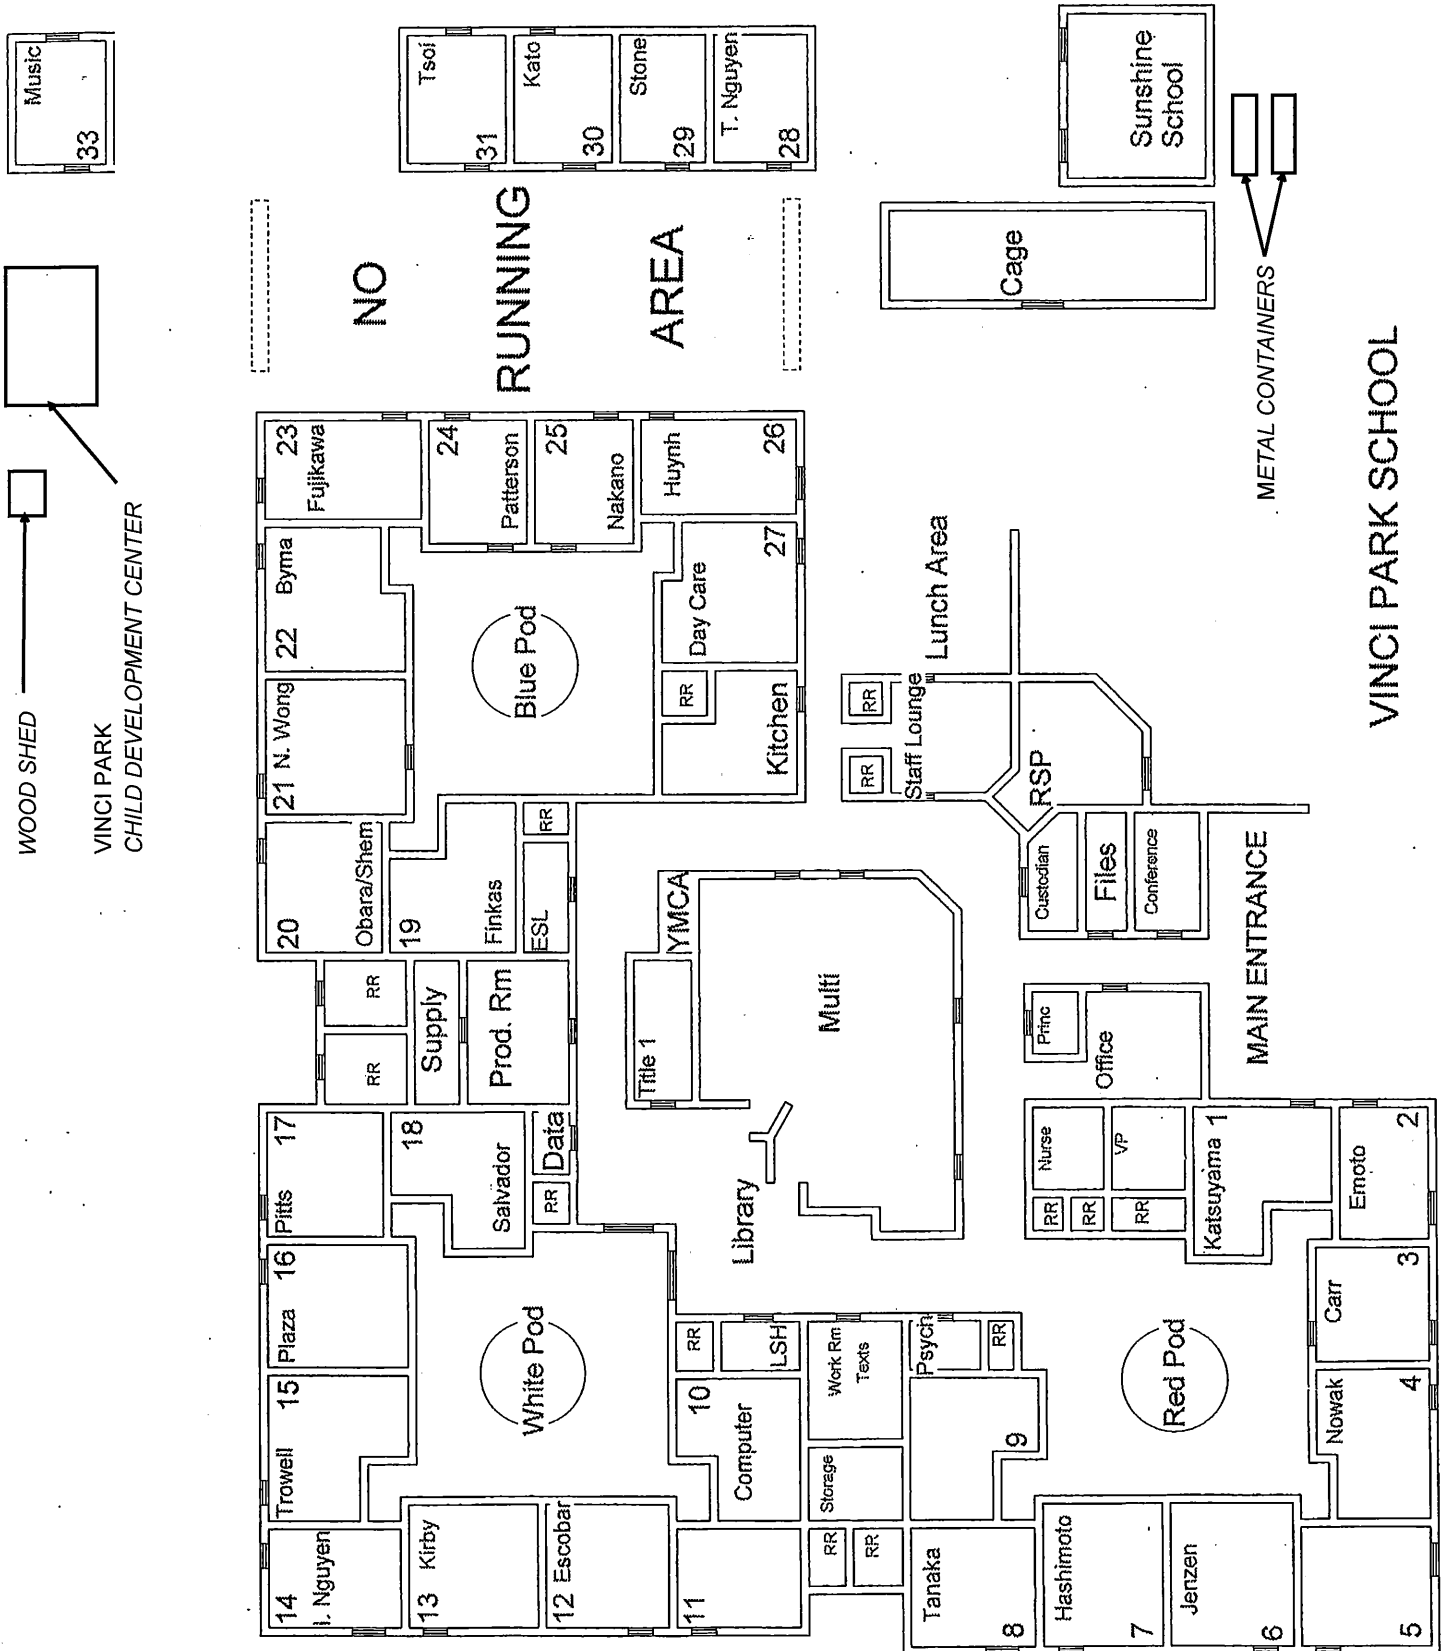 WOOD SHED
VINCI PARK
CHILD DEVELOPMENT CENTER
Music
33
14
I. Nguyen
Trowell
15
Plaza
16
Pitts
17
20
Obara/Shem
21 N. Wong
22
Byma
23
Fujikawa
NO
RUNNING
AREA
Tsoi
31
Kato
30
Stone
29
T. Nguyen
28
13
Kirby
12 Escobar
11
White Pod
18
Salvador
RR
Data
RR
RR
Supply
Prod. Rm
19
Finkas
ESL
RR
Blue Pod
24
Patterson
25
Nakano
Huynh
26
Day Care
27
RR
Kitchen
10
Computer
RR
LSH
Library
Title 1
YMCA
Multi
Storage
Work Rm
Texts
RR
RR
Psych
RR
9
RR
RR
Staff Lounge
Lunch Area
RSP
Custodian
Files
Conference
Princ
Office
Nurse
VP
RR
RR
RR
MAIN ENTRANCE
Cage
Sunshine
School
METAL CONTAINERS
Tanaka
8
Hashimoto
7
Jenzen
6
5
Red Pod
Katsuyama 1
Emoto
2
Carr
3
Nowak
4
VINCI PARK SCHOOL